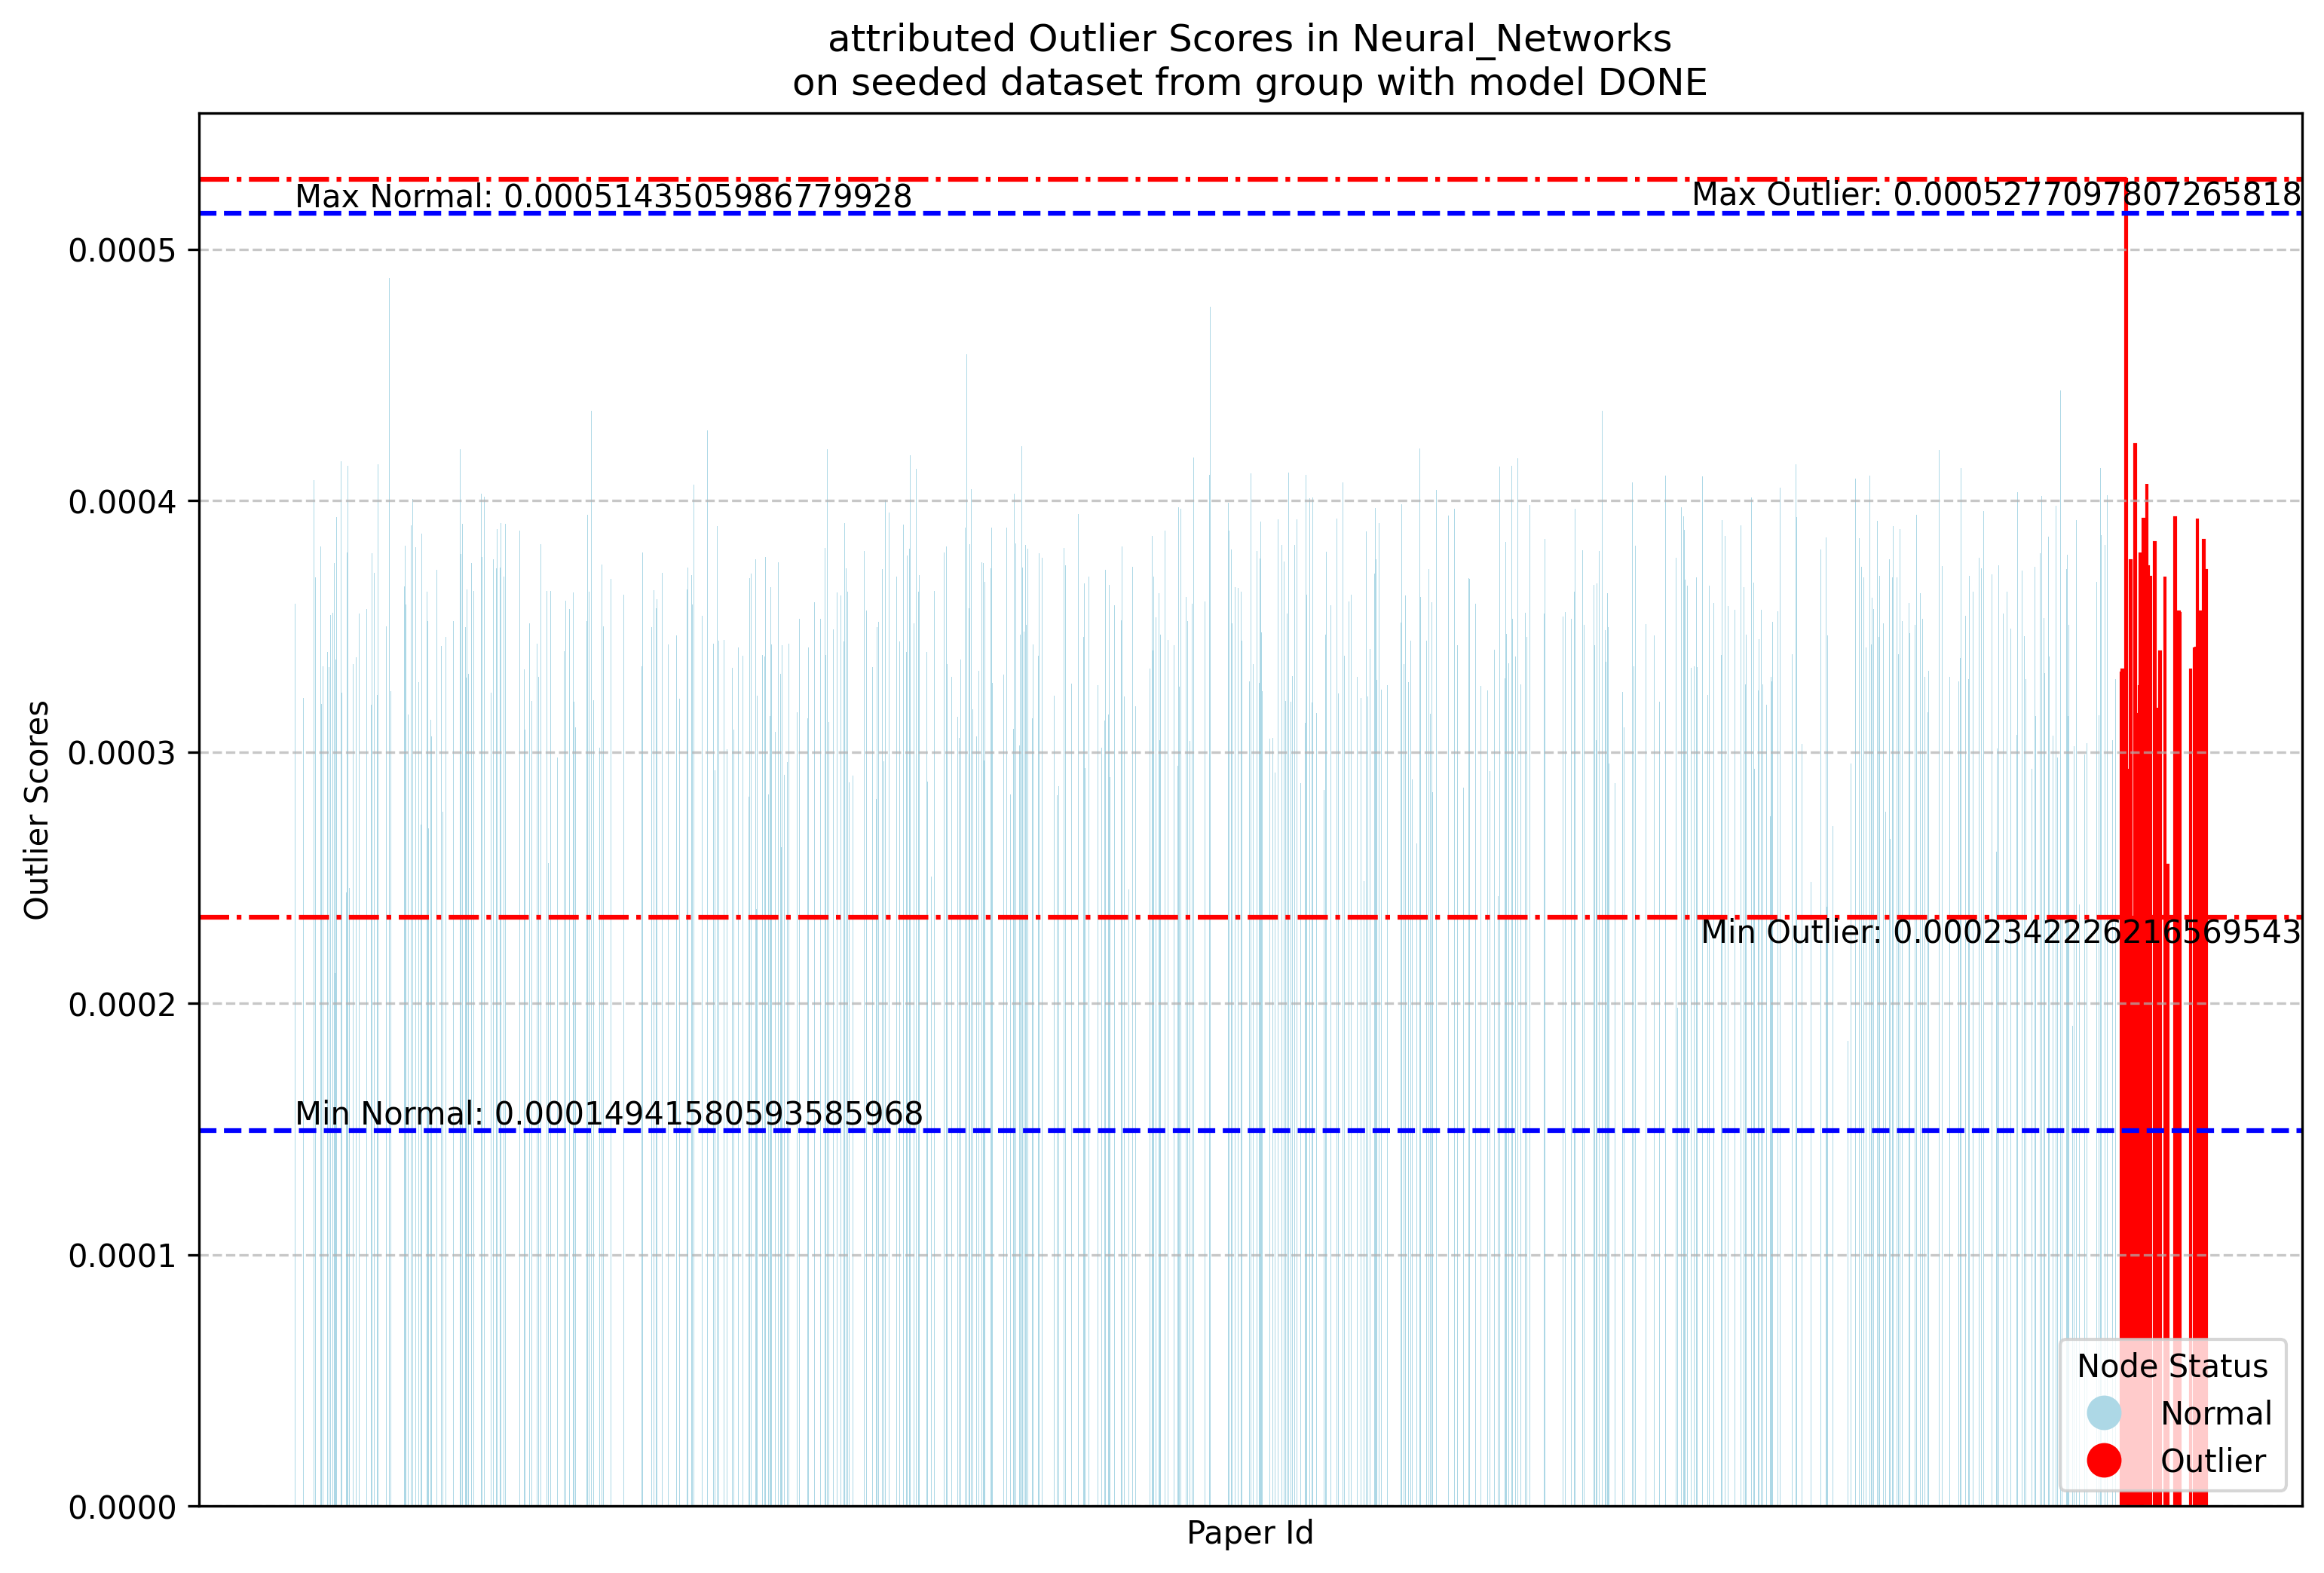 attributed Outlier Scores in Neural_Networks
on seeded dataset from group with model DONE
Max Normal: 0.0005143505986779928
Max Outlier: 0.0005277097807265818
0.0005
0.0004
0.0003
Outlier Scores
Min Outlier: 0.0002342226216569543
0.0002
Min Normal: 0.00014941580593585968
0.0001
Node Status
Normal
Outlier
0.0000
Paper Id